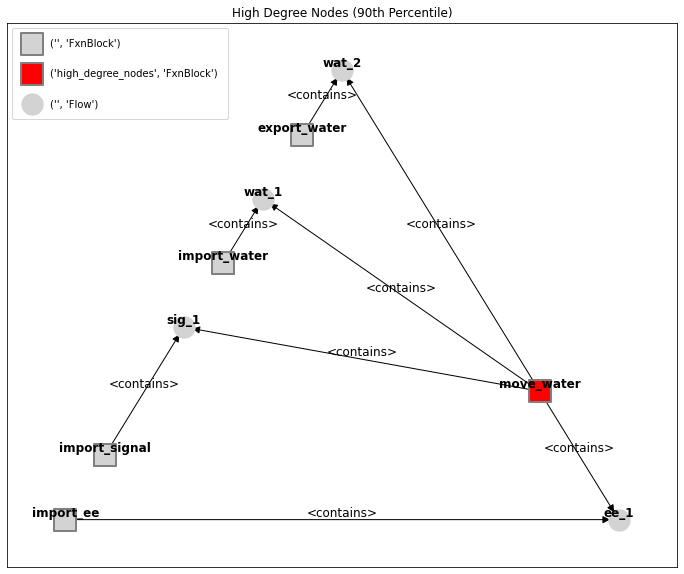 High Degree Nodes (90th Percentile)
('', 'FxnBlock')
('high_degree_nodes', 'FxnBlock')
('', 'Flow')
wat_2
<contains>
export_water
wat_1
<contains>
<contains>
import_water
<contains>
sig_1
<contains>
<contains>
move_water
import_signal
<contains>
import_ee
<contains>
ee_1